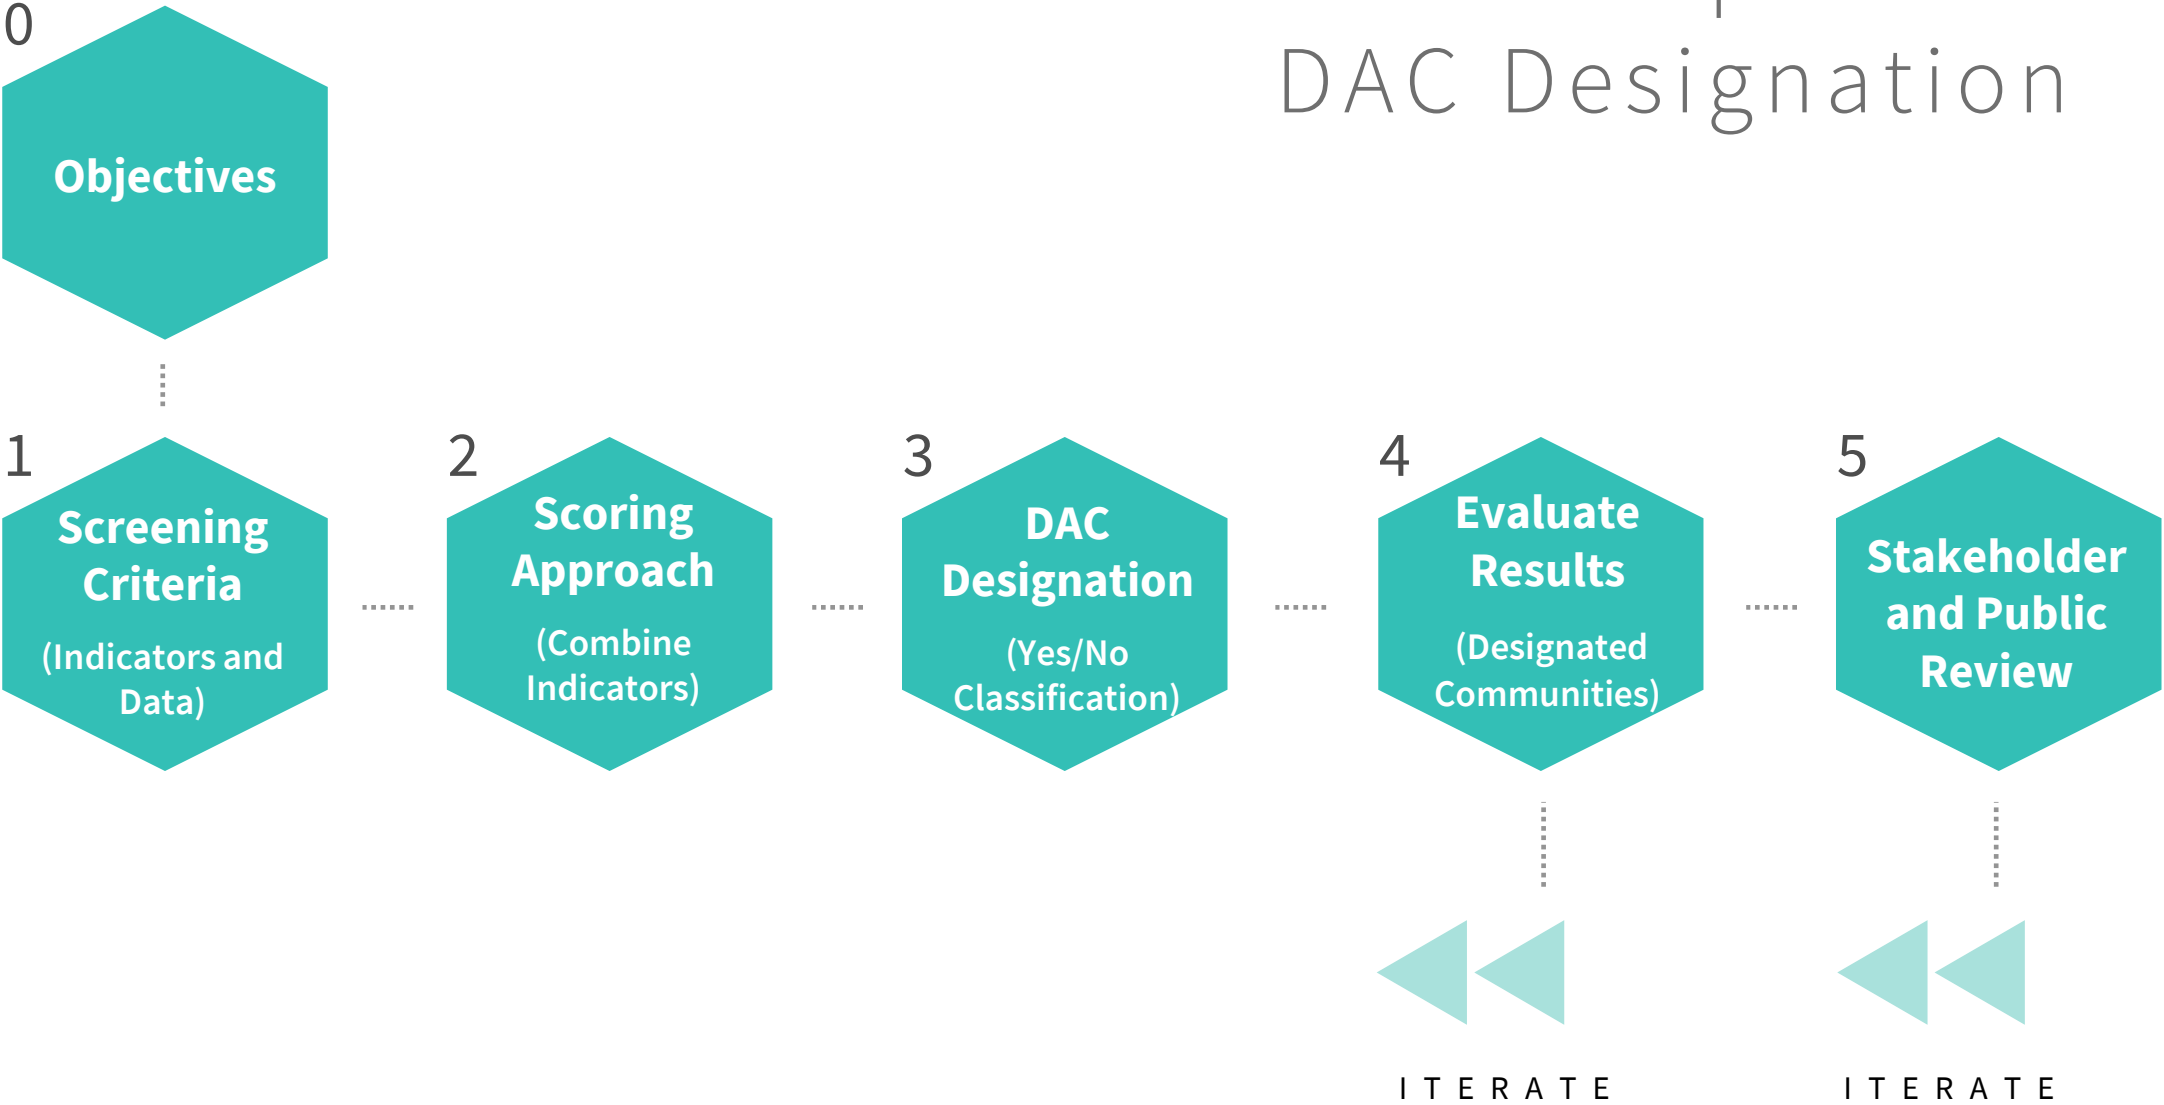 DAC Designation
0
Objectives
1
Screening
Criteria
(Indicators and
Data)
2
Scoring
Approach
(Combine
Indicators)
3
DAC
Designation
(Yes/No
Classification)
4
Evaluate
Results
(Designated
Communities)
5
Stakeholder
and Public
Review
ITERATE
ITERATE